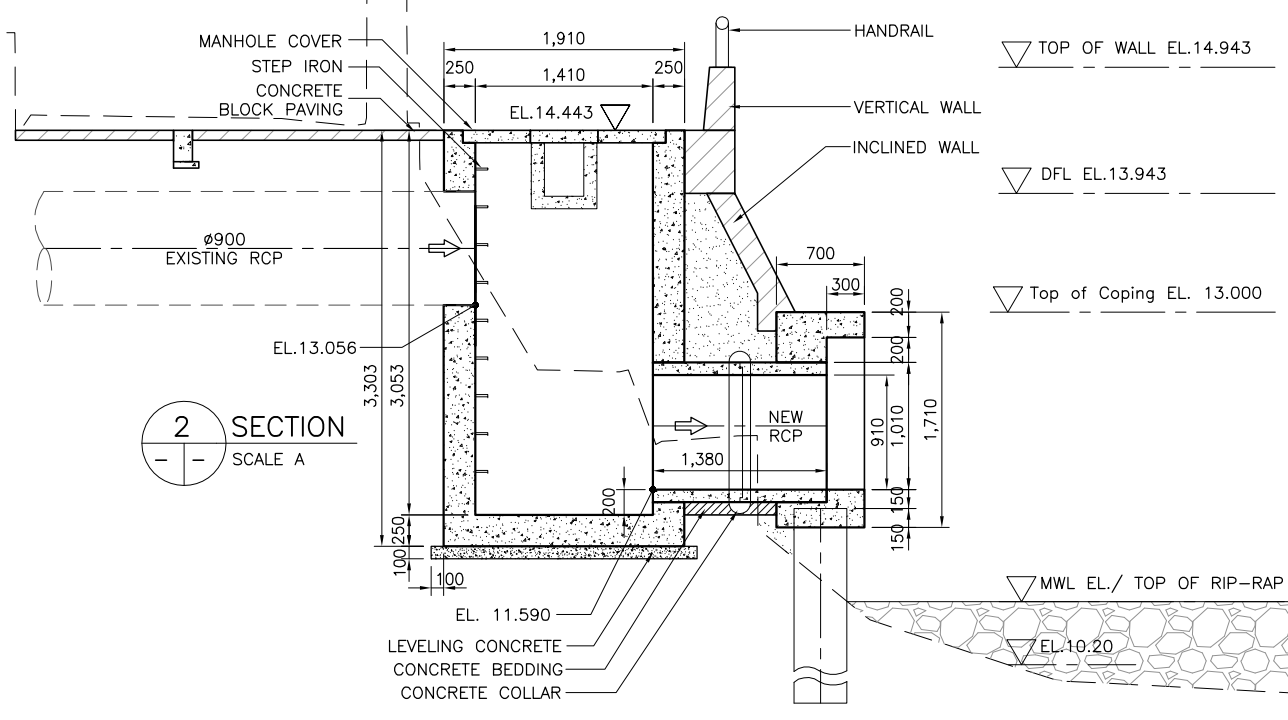 MANHOLE COVER
STEP IRON
CONCRETE
BLOCK PAVING
1,910
250
1,410
250
EL.14.443
HANDRAIL
VERTICAL WALL
INCLINED WALL
TOP OF WALL EL.14.943
DFL EL.13.943
Top of Coping EL. 13.000
ø900
EXISTING RCP
EL.13.056
3,303
3,053
700
300
200
200
910
1,010
1,710
NEW
RCP
1,380
200
150
150
250
100
100
2
SECTION
- -
SCALE A
EL. 11.590
LEVELING CONCRETE
CONCRETE BEDDING
CONCRETE COLLAR
MWL EL./ TOP OF RIP-RAP
EL.10.20